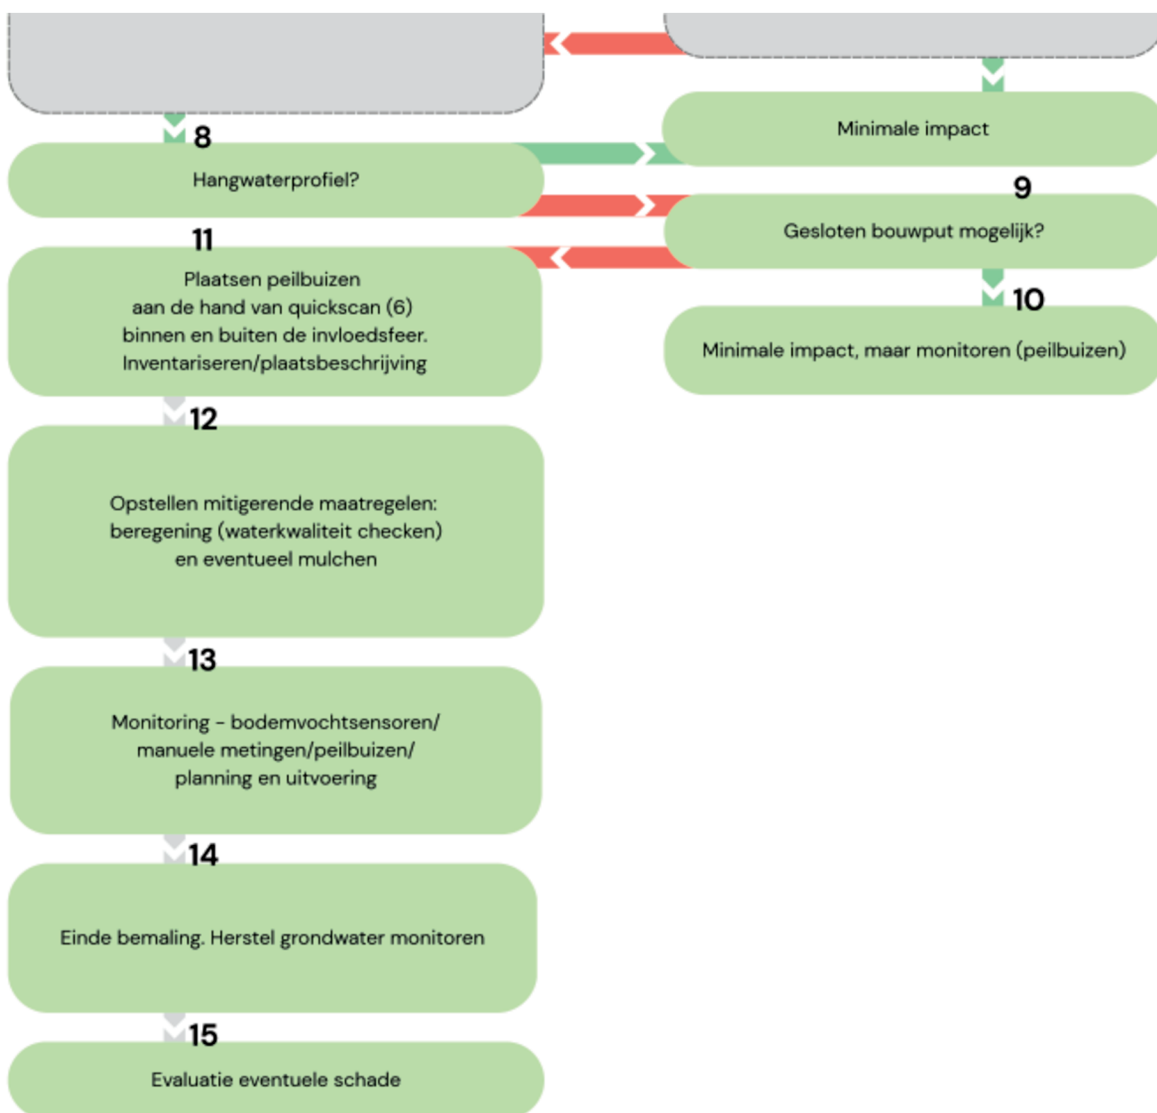 8
Hangwaterprofiel?
Minimale impact
9
Gesloten bouwput mogelijk?
10
Minimale impact, maar monitoren (peilbuizen)
11
Plaatsen peilbuizen
aan de hand van quickscan (6)
binnen en buiten de invloedsfeer.
Inventariseren/plaatsbeschrijving
12
Opstellen mitigerende maatregelen:
beregening (waterkwaliteit checken)
en eventueel mulchen
13
Monitoring - bodemvochtsensoren/
manuele metingen/peilbuizen/
planning en uitvoering
14
Einde bemaling. Herstel grondwater monitoren
15
Evaluatie eventuele schade